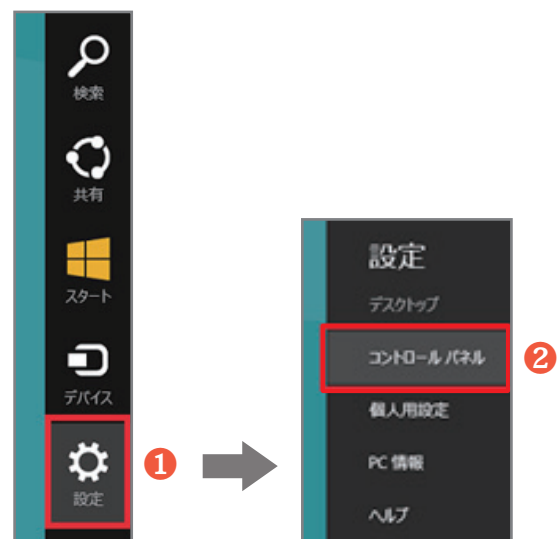 検索
共有
スタート
デバイス
設定
❶
設定
デスクトップ
コントロール パネル
❷
個人用設定
PC 情報
ヘルプ